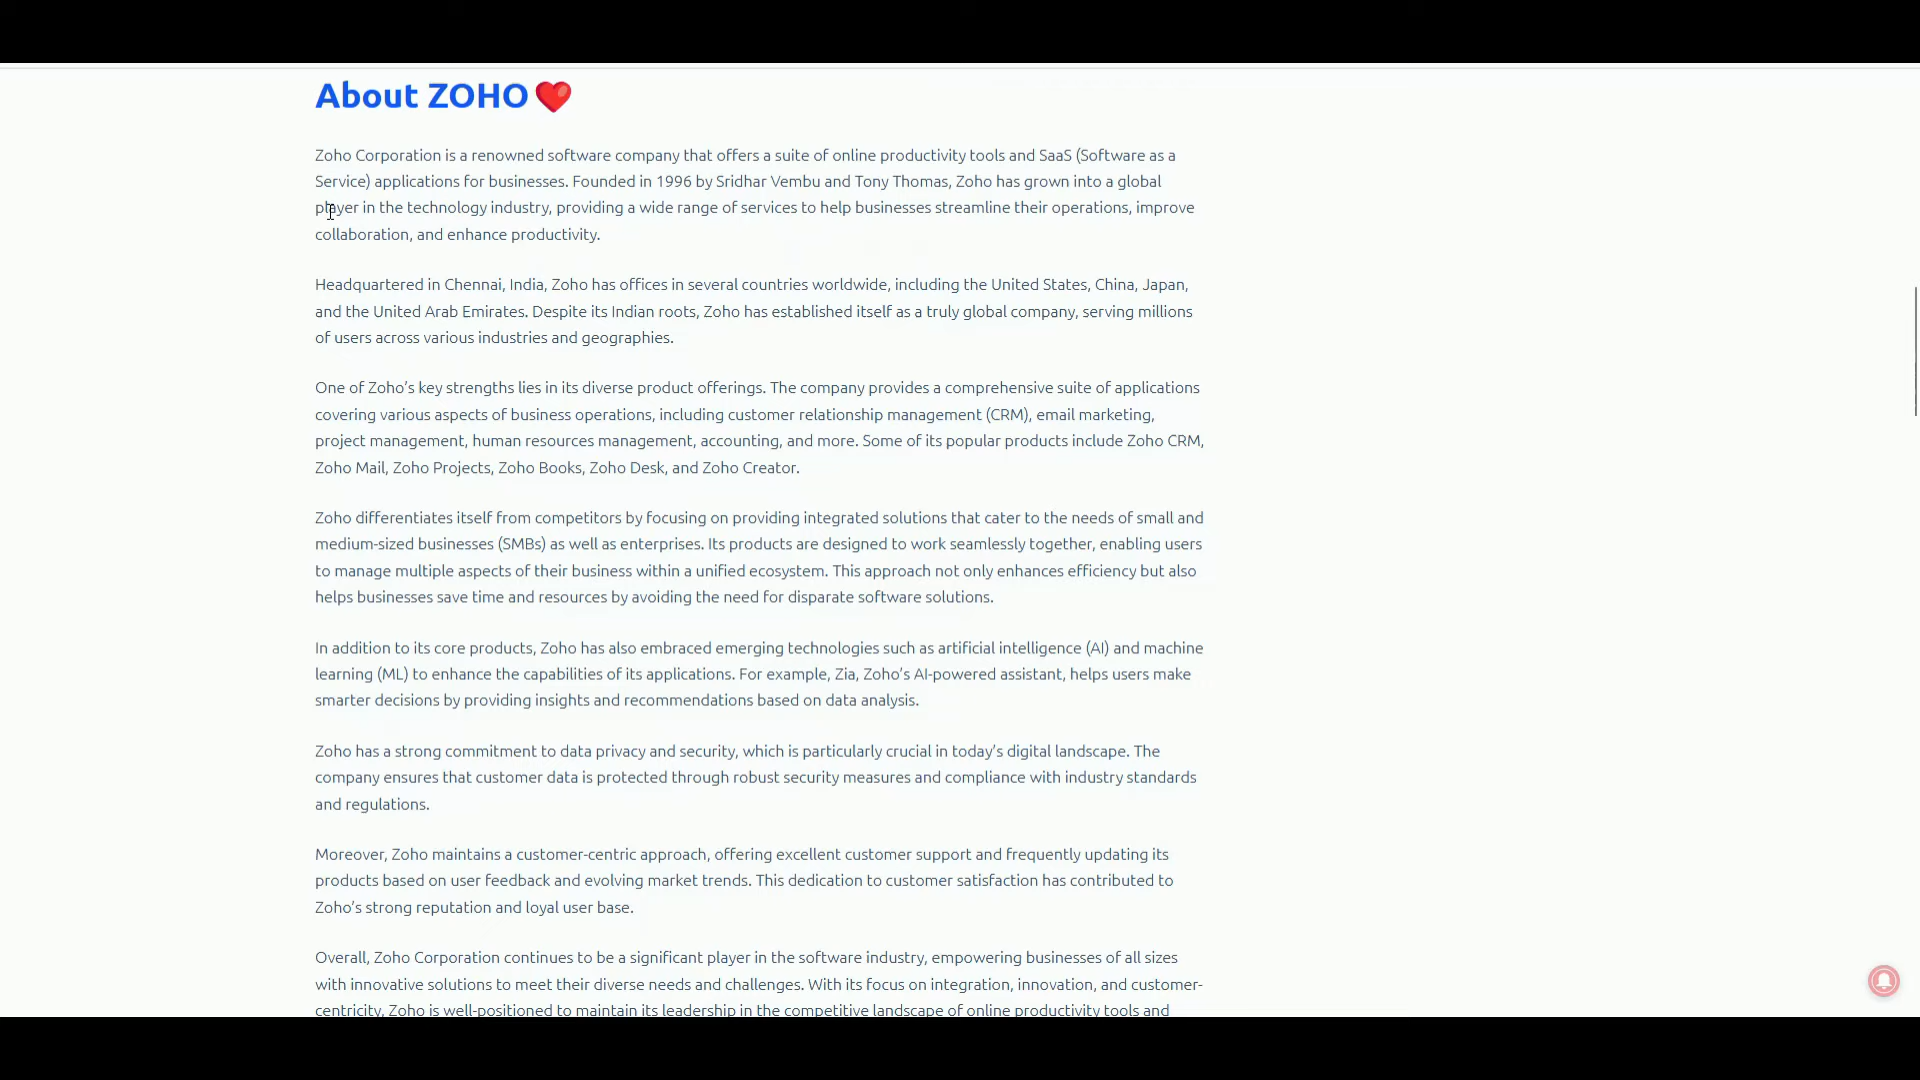 About ZOHO❤️
Zoho Corporation is a renowned software company that offers a suite of online productivity tools and SaaS (Software as a
Service) applications for businesses. Founded in 1996 by Sridhar Vembu and Tony Thomas, Zoho has grown into a global
player in the technology industry, providing a wide range of services to help businesses streamline their operations, improve
collaboration, and enhance productivity.
Headquartered in Chennai, India, Zoho has offices in several countries worldwide, including the United States, China, Japan,
and the United Arab Emirates. Despite its Indian roots, Zoho has established itself as a truly global company, serving millions
of users across various industries and geographies.
One of Zoho’s key strengths lies in its diverse product offerings. The company provides a comprehensive suite of applications
covering various aspects of business operations, including customer relationship management (CRM), email marketing,
project management, human resources management, accounting, and more. Some of its popular products include Zoho CRM,
Zoho Mail, Zoho Projects, Zoho Books, Zoho Desk, and Zoho Creator.
Zoho differentiates itself from competitors by focusing on providing integrated solutions that cater to the needs of small and
medium-sized businesses (SMBs) as well as enterprises. Its products are designed to work seamlessly together, enabling users
to manage multiple aspects of their business within a unified ecosystem. This approach not only enhances efficiency but also
helps businesses save time and resources by avoiding the need for disparate software solutions.
In addition to its core products, Zoho has also embraced emerging technologies such as artificial intelligence (AI) and machine
learning (ML) to enhance the capabilities of its applications. For example, Zia, Zoho’s AI-powered assistant, helps users make
smarter decisions by providing insights and recommendations based on data analysis.
Zoho has a strong commitment to data privacy and security, which is particularly crucial in today’s digital landscape. The
company ensures that customer data is protected through robust security measures and compliance with industry standards
and regulations.
Moreover, Zoho maintains a customer-centric approach, offering excellent customer support and frequently updating its
products based on user feedback and evolving market trends. This dedication to customer satisfaction has contributed to
Zoho’s strong reputation and loyal user base.
Overall, Zoho Corporation continues to be a significant player in the software industry, empowering businesses of all sizes
with innovative solutions to meet their diverse needs and challenges. With its focus on integration, innovation, and customer-
centricity, Zoho is well-positioned to maintain its leadership in the competitive landscape of online productivity tools and